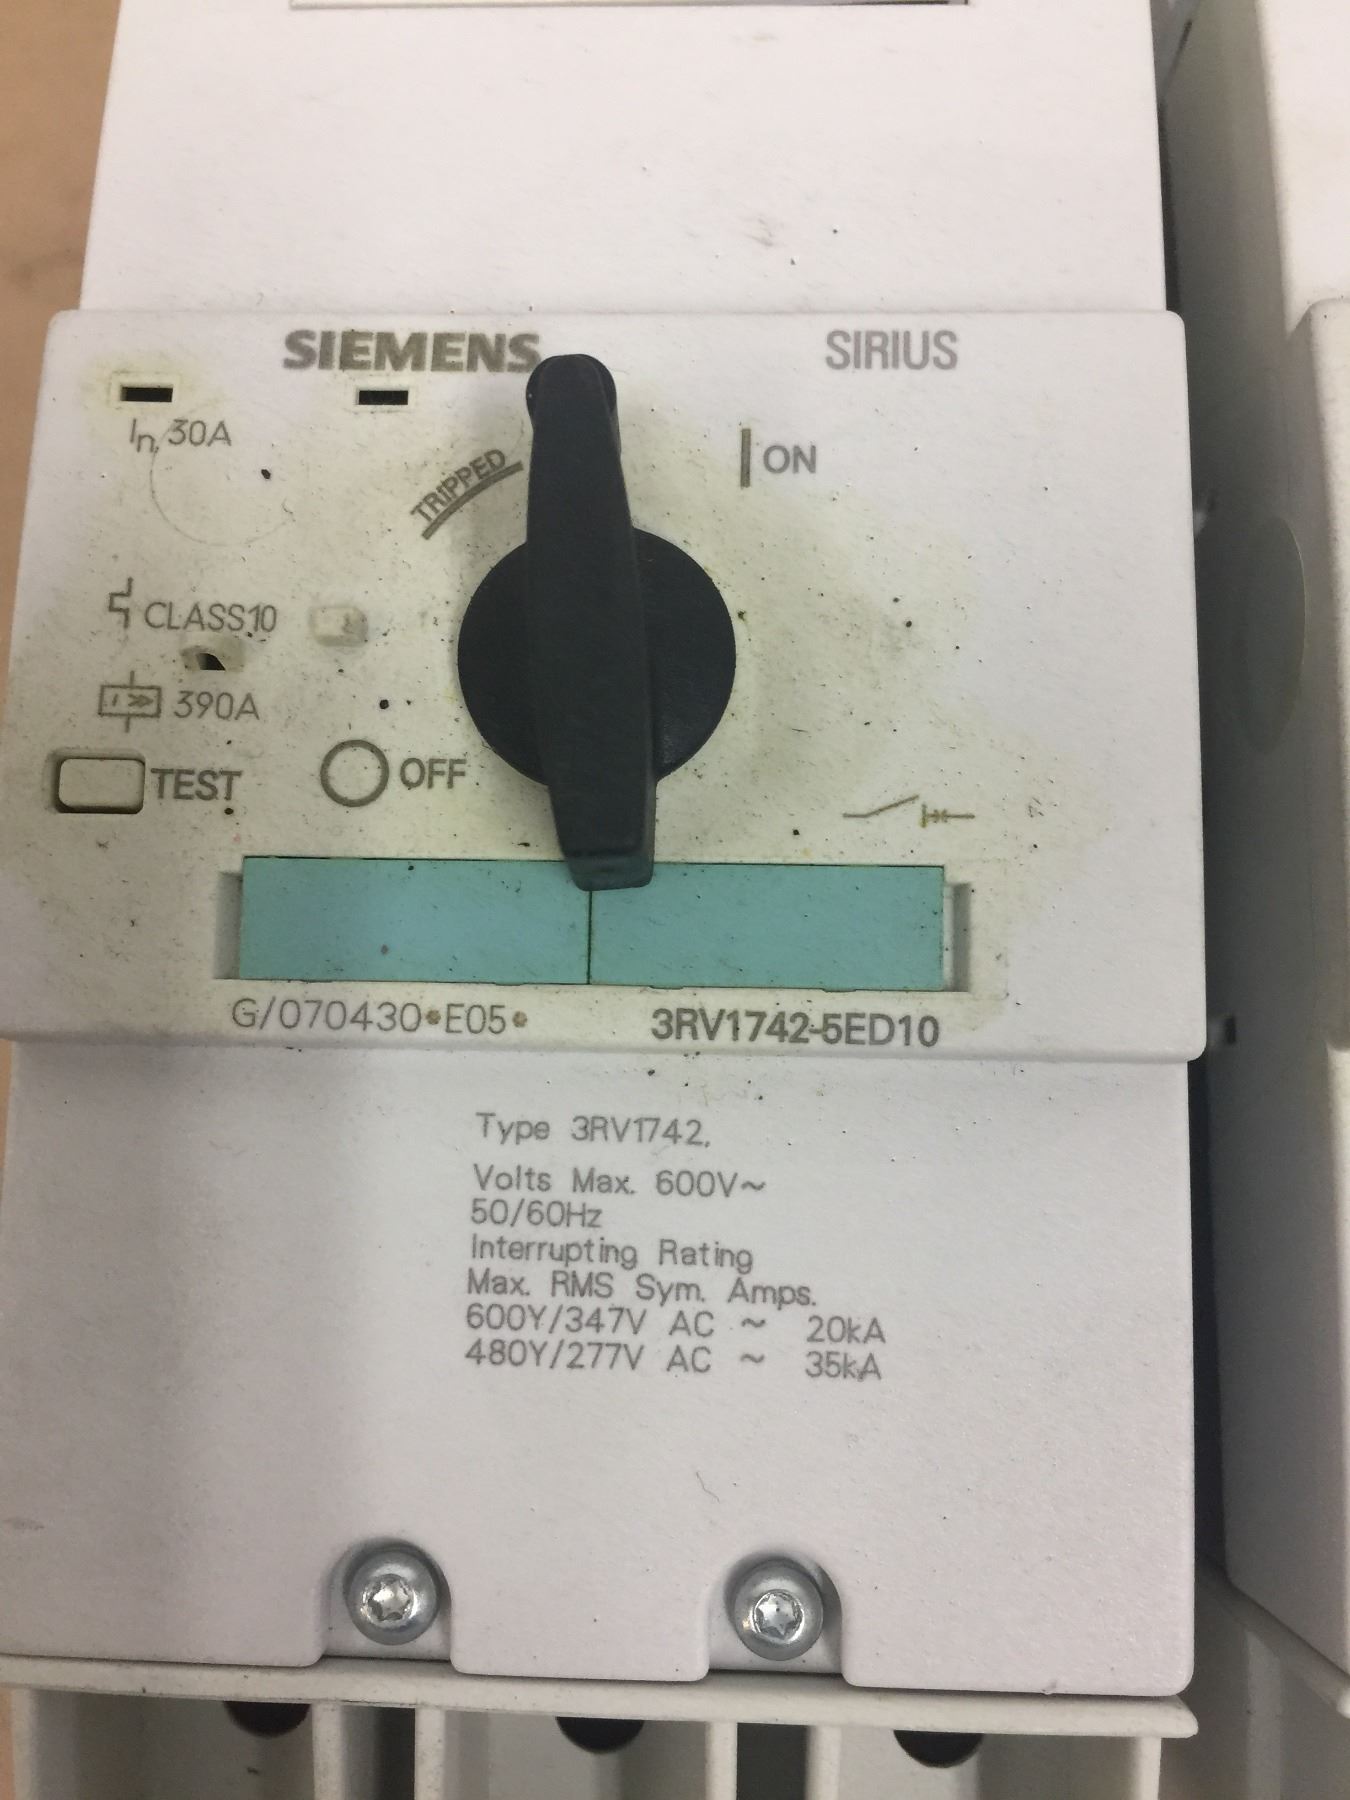 SIEMENS SIRIUS
In 30A
TRIPPED
ON
CLASS10
I>> 390A
TEST OFF
G/070430*E05* 3RV1742-5ED10
Type 3RV1742.
Volts Max. 600V~
50/60Hz
Interrupting Rating
Max. RMS Sym. Amps.
600Y/347V AC ~ 20kA
480Y/277V AC ~ 35kA